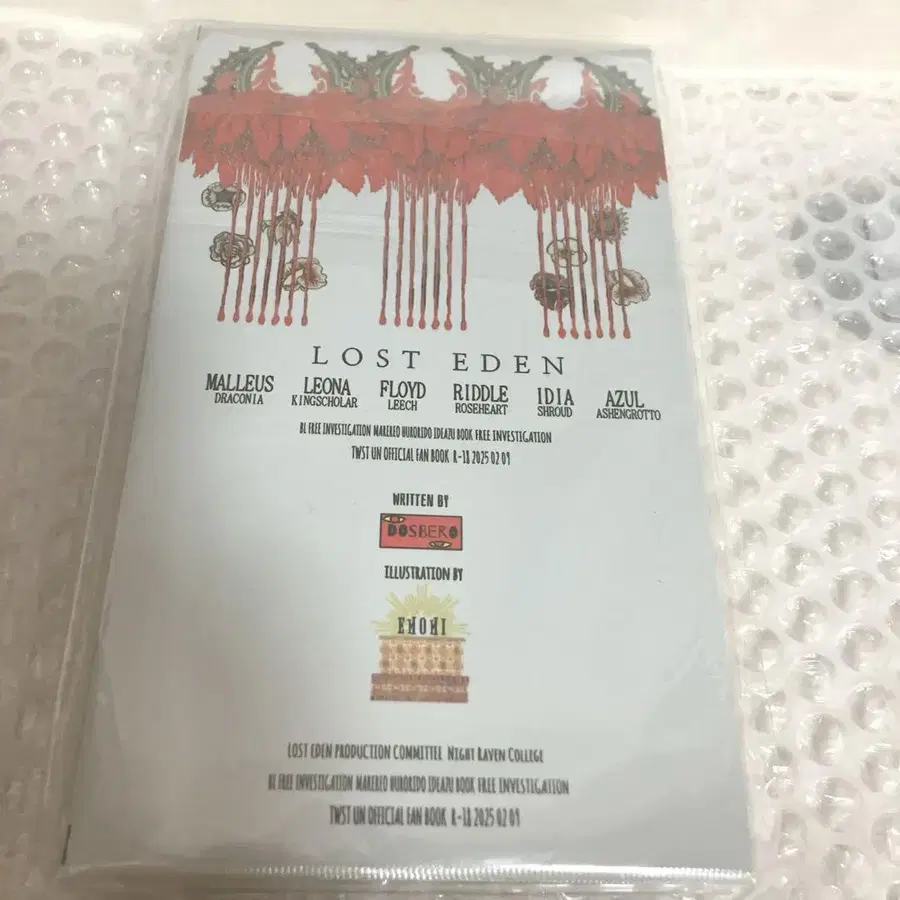 LOST EDEN
MALLEUS LEONA FLOYD RIDDLE IDIA AZUL
DRACONIA KINGSCHOLAR LEECH ROSEHEART SHROUD ASHENGROTTO
BL FREE INVESTIGATION MAREREO HURORIDO IDEAZU BOOK FREE INVESTIGATION
TWST UN OFFICIAL FAN BOOK R-18 2025 02 09
WRITTEN BY
DOSBERO
ILLUSTRATION BY
EMOMI
LOST EDEN PRODUCTION COMMITTEE NIGHT RAVEN COLLEGE
BL FREE INVESTIGATION MAREREO HURORIDO IDEAZU BOOK FREE INVESTIGATION
TWST UN OFFICIAL FAN BOOK R-18 2025 02 09